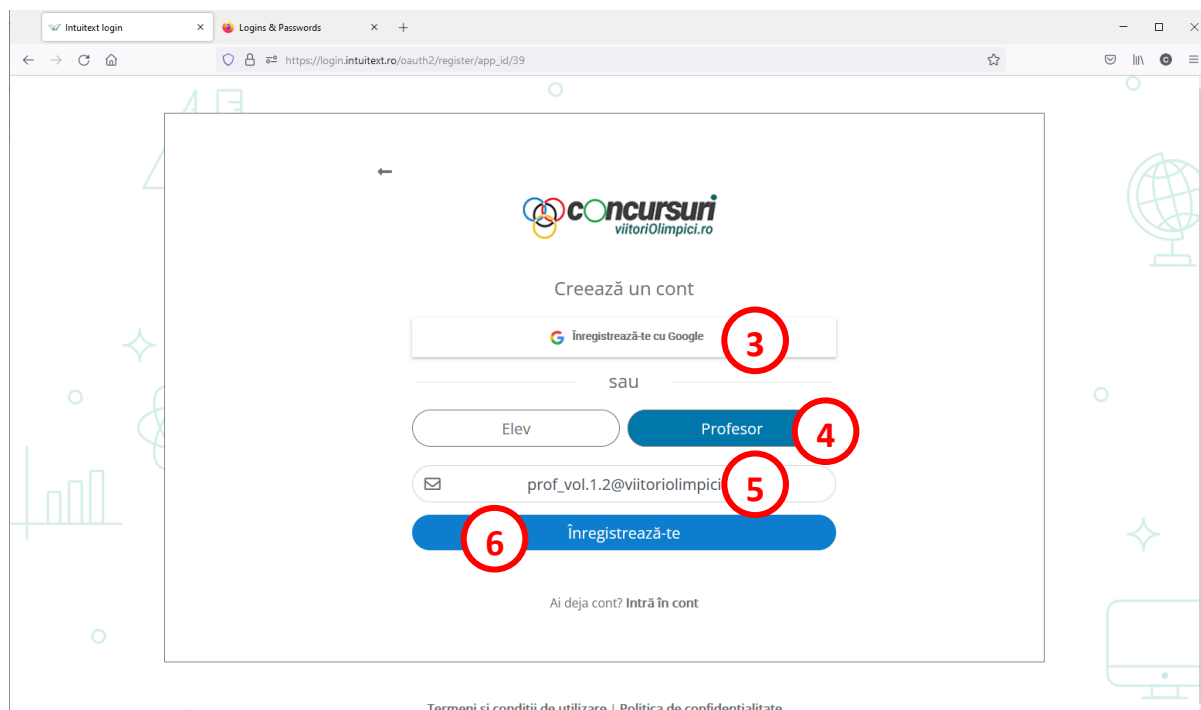 Intuitext login
Logins & Passwords
https://login.intuitext.ro/oauth2/register/app_id/39
concursuri
viitoriOlimpici.ro
Creează un cont
Înregistrează-te cu Google
3
sau
Elev
Profesor
4
prof_vol.1.2@viitoriolimpici
5
6
Înregistrează-te
Ai deja cont? Intră în cont
Termeni și condiții de utilizare | Politica de confidențialitate